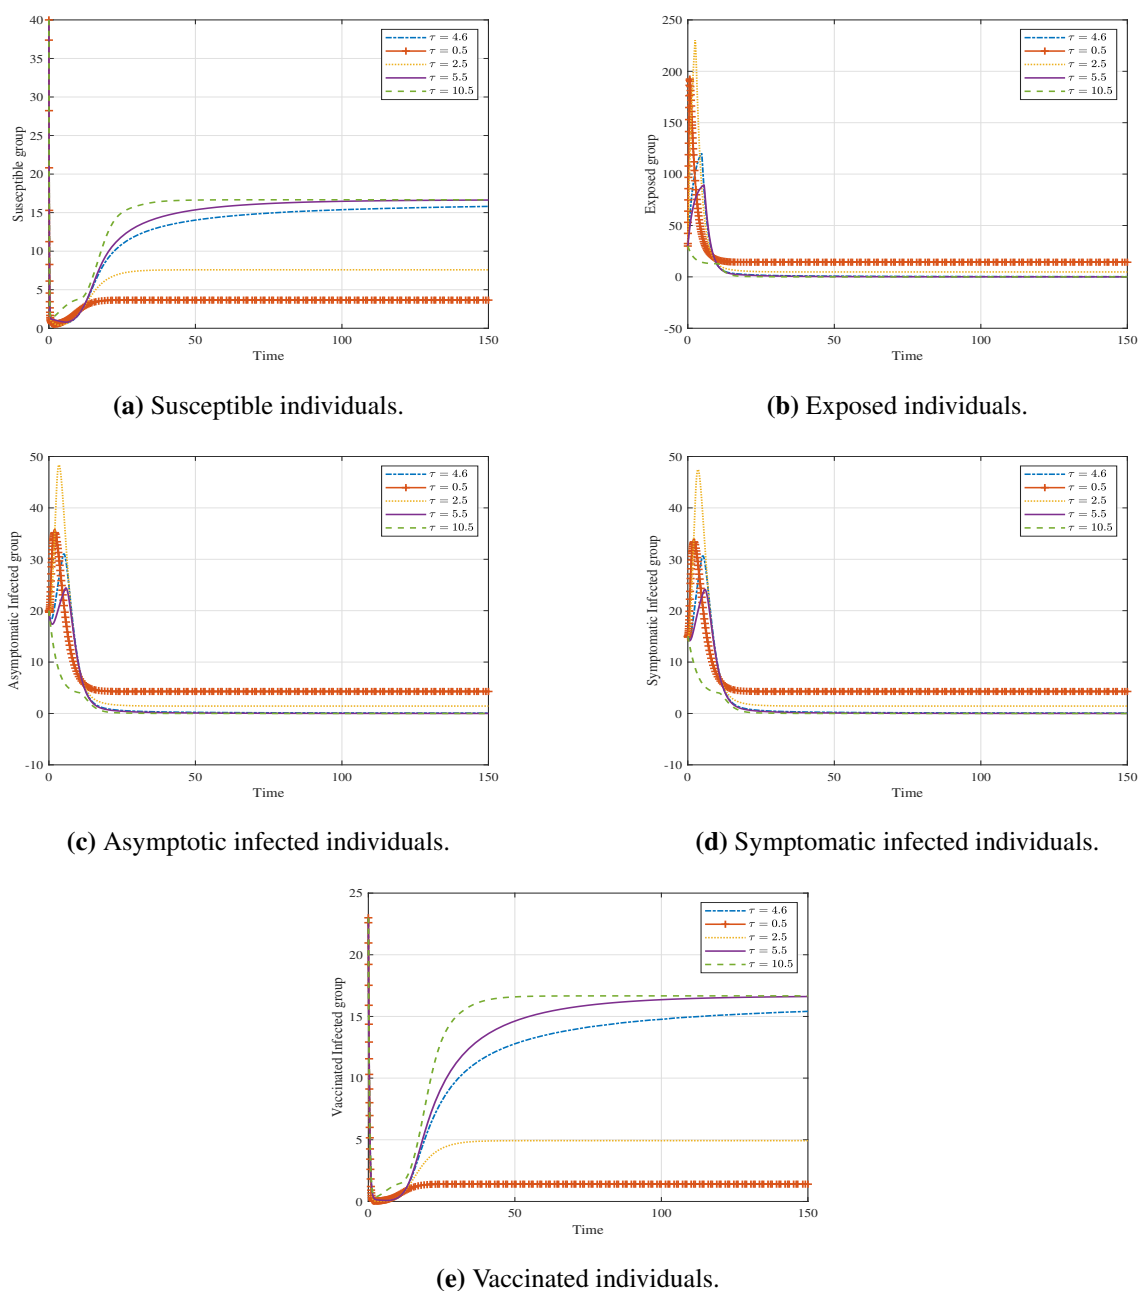 40
35
30
25
20
15
10
5
0
0 50 100 150
Susecptible group
Time
τ = 4.6
τ = 0.5
τ = 2.5
τ = 5.5
τ = 10.5
(a) Susceptible individuals.
250
200
150
100
50
0
-50
0 50 100 150
Exposed group
Time
τ = 4.6
τ = 0.5
τ = 2.5
τ = 5.5
τ = 10.5
(b) Exposed individuals.
50
40
30
20
10
0
-10
0 50 100 150
Asymptomatic Infected group
Time
τ = 4.6
τ = 0.5
τ = 2.5
τ = 5.5
τ = 10.5
(c) Asymptotic infected individuals.
50
40
30
20
10
0
-10
0 50 100 150
Symptomatic Infected group
Time
τ = 4.6
τ = 0.5
τ = 2.5
τ = 5.5
τ = 10.5
(d) Symptomatic infected individuals.
25
20
15
10
5
0
0 50 100 150
Vaccinated Infected group
Time
τ = 4.6
τ = 0.5
τ = 2.5
τ = 5.5
τ = 10.5
(e) Vaccinated individuals.